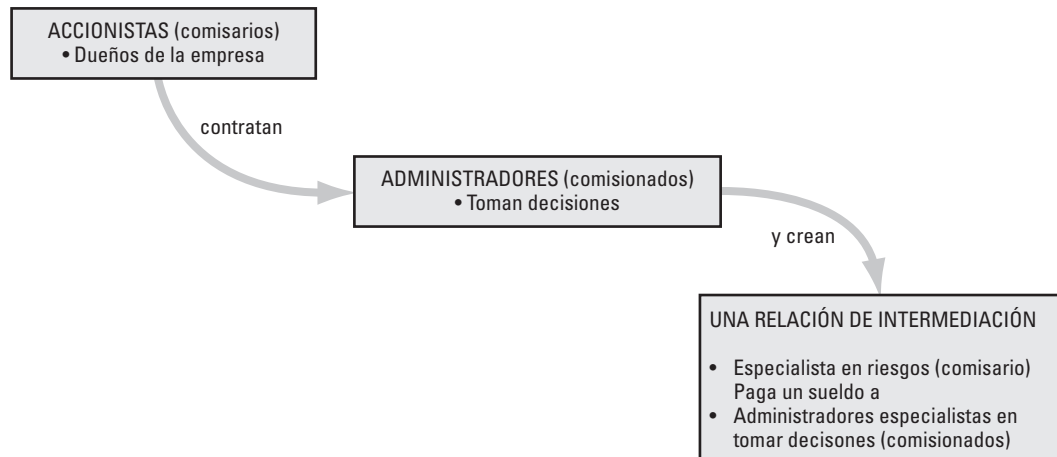 ACCIONISTAS (comisarios)
• Dueños de la empresa
contratan
ADMINISTRADORES (comisionados)
• Toman decisiones
y crean
UNA RELACIÓN DE INTERMEDIACIÓN
• Especialista en riesgos (comisario)
Paga un sueldo a
• Administradores especialistas en
tomar decisones (comisionados)